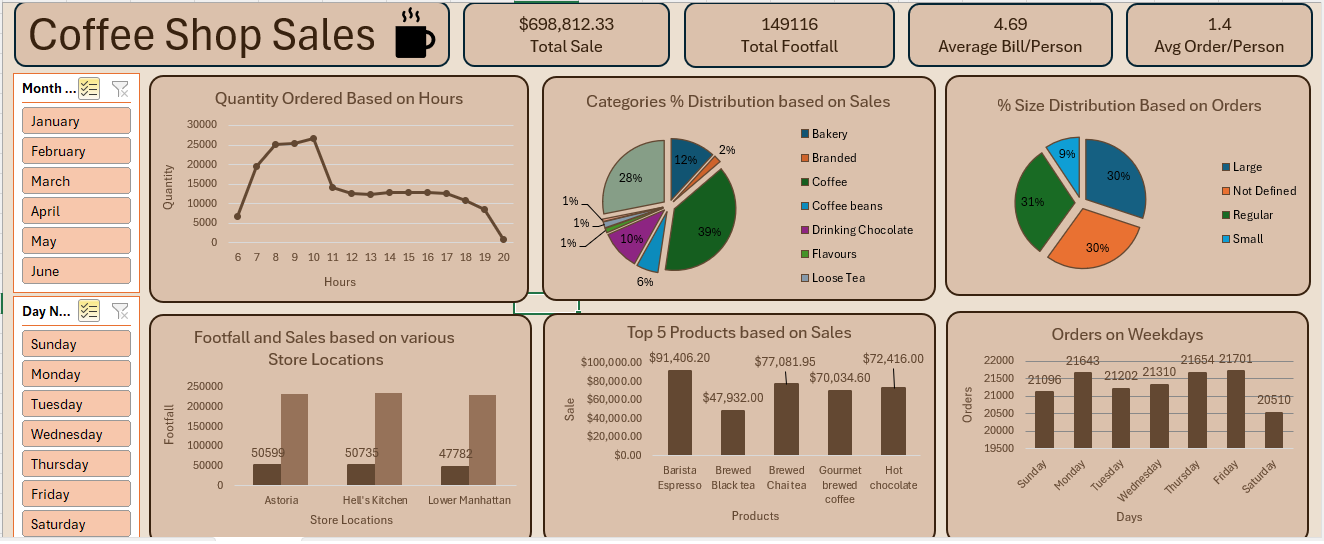 Coffee Shop Sales
$698,812.33
Total Sale
149116
Total Footfall
4.69
Average Bill/Person
1.4
Avg Order/Person
Month ...
January
February
March
April
May
June
Day N...
Sunday
Monday
Tuesday
Wednesday
Thursday
Friday
Saturday
Quantity Ordered Based on Hours
Quantity
30000
25000
20000
15000
10000
5000
0
6 7 8 9 10 11 12 13 14 15 16 17 18 19 20
Hours
Categories % Distribution based on Sales
12%
2%
39%
6%
10%
1%
1%
1%
28%
Bakery
Branded
Coffee
Coffee beans
Drinking Chocolate
Flavours
Loose Tea
% Size Distribution Based on Orders
30%
30%
31%
9%
Large
Not Defined
Regular
Small
Footfall and Sales based on various
Store Locations
Footfall
250000
200000
150000
100000
50000
0
50599 50735 47782
Astoria Hell's Kitchen Lower Manhattan
Store Locations
Top 5 Products based on Sales
Sale
$100,000.00
$80,000.00
$60,000.00
$40,000.00
$20,000.00
$0.00
$91,406.20
$47,932.00
$77,081.95
$70,034.60
$72,416.00
Barista
Espresso
Brewed
Black tea
Brewed
Chai tea
Gourmet
brewed
coffee
Hot
chocolate
Products
Orders on Weekdays
Orders
22000
21500
21000
20500
20000
19500
21096
21643
21202
21310
21654
21701
20510
Sunday
Monday
Tuesday
Wednesday
Thursday
Friday
Saturday
Days